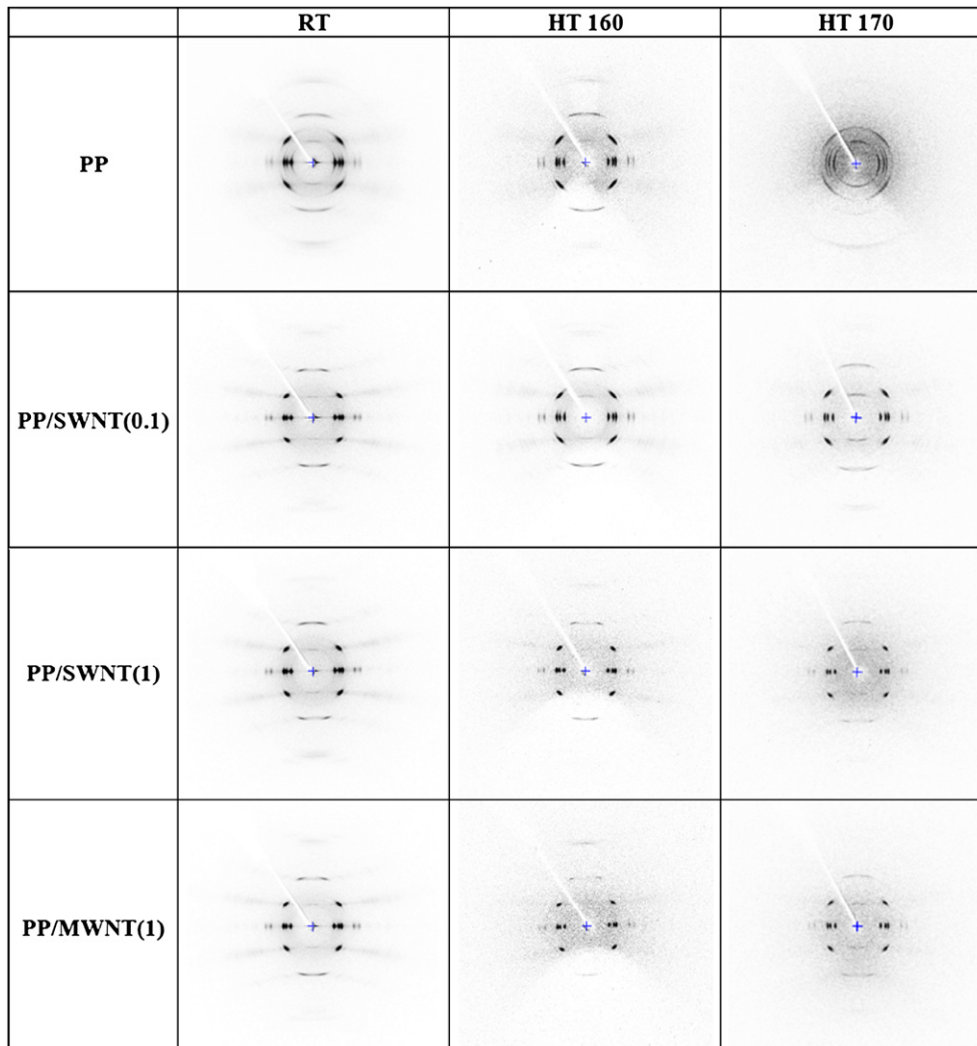 RT HT 160 HT 170
PP
PP/SWNT(0.1)
PP/SWNT(1)
PP/MWNT(1)